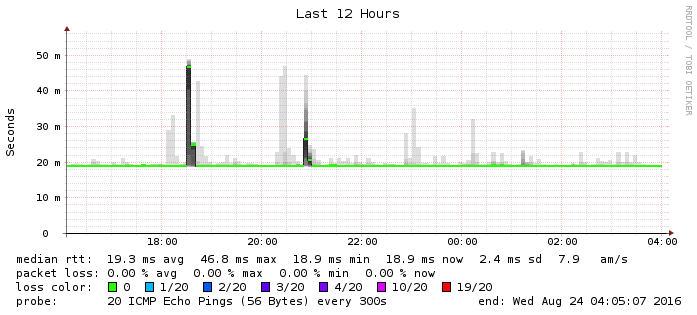 Last 12 Hours
RRDTOOL / TOBI OETIKER
Seconds
50 m
40 m
30 m
20 m
10 m
0
18:00 20:00 22:00 00:00 02:00 04:00
median rtt: 19.3 ms avg 46.8 ms max 18.9 ms min 18.9 ms now 2.4 ms sd 7.9 am/s
packet loss: 0.00 % avg 0.00 % max 0.00 % min 0.00 % now
loss color: 0 1/20 2/20 3/20 4/20 10/20 19/20
probe: 20 ICMP Echo Pings (56 Bytes) every 300s end: Wed Aug 24 04:05:07 2016